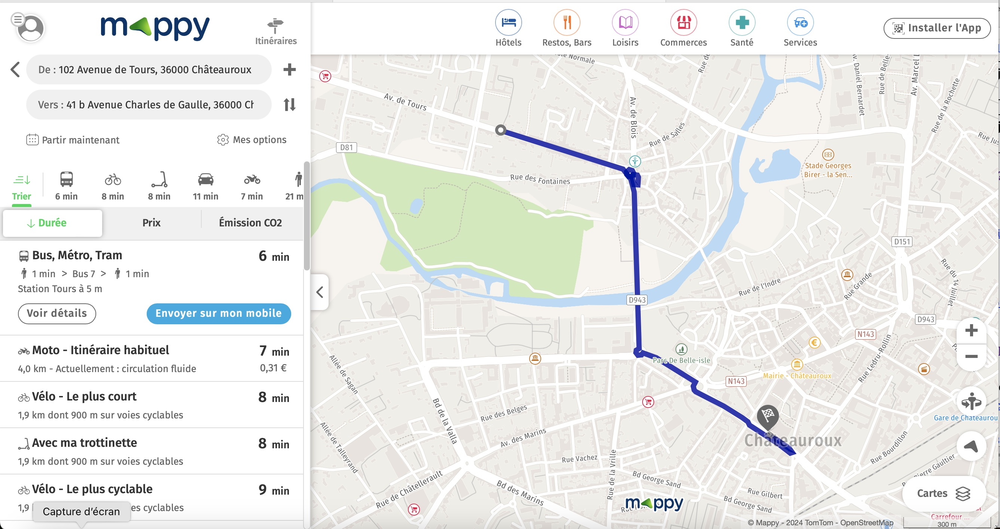 mappy
Itinéraires
De : 102 Avenue de Tours, 36000 Châteauroux
Vers : 41 b Avenue Charles de Gaulle, 36000 Ch
Partir maintenant
Mes options
Trier
6 min
8 min
8 min
11 min
7 min
21 m
Durée
Prix
Émission CO2
Bus, Métro, Tram
6 min
1 min > Bus 7 > 1 min
Station Tours à 5 m
Voir détails
Envoyer sur mon mobile
Moto - Itinéraire habituel
7 min
4,0 km - Actuellement : circulation fluide
0,31 €
Vélo - Le plus court
8 min
1,9 km dont 900 m sur voies cyclables
Avec ma trottinette
8 min
1,9 km dont 900 m sur voies cyclables
Vélo - Le plus cyclable
9 min
1,9
es cyclables
Capture d'écran
Hôtels
Restos, Bars
Loisirs
Commerces
Santé
Services
Installer l'App
Normale
Rue de
Av. de Tours
Av. de Blois
Rue de Salles
Av. Daniel Bernardet
Rue de Belle-
Av. Marcel L
Rue de la Rochette
Rue Jus
D81
Rue des Fontaines
Stade Georges
Birer - la Sen...
D151
Rue du 14 Juillet
Rue Grande
Rue de l'Indre
D943
D943
N143
Parc De Belle-isle
Mairie - Châteauroux
N143
Rue Ledru-Rollin
Allée de Sagan
Bd de la Valla
Rue des Belges
Av. des Marins
Allée de Talleyrand
Gare de Chateaurou
Châteauroux
Rue Bourdillon
Pierre Gaultier
Rue Vachez
Rue de la Vrille
Rue de Châtellerault
Bd des Marins
Bd George Sand
Rue Gilbert
Bd George Sand
Cartes
mappy
Carrefour ...
© Mappy - 2024 TomTom - OpenStreetMap
300 m